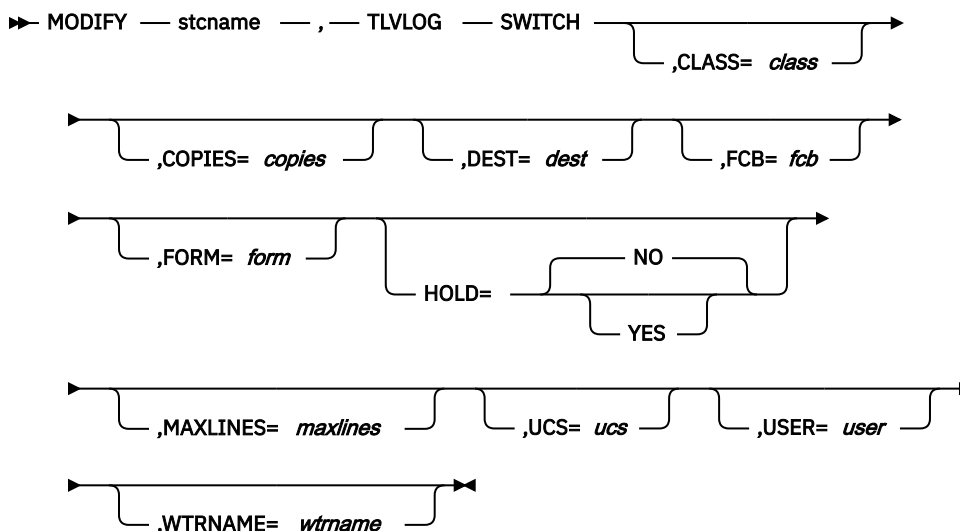 MODIFY stcname , TLVLOG SWITCH
,CLASS= class
,COPIES= copies ,DEST= dest ,FCB= fcb
,FORM= form
NO
HOLD=
YES
,MAXLINES= maxlines ,UCS= ucs ,USER= user
,WTRNAME= wtrname